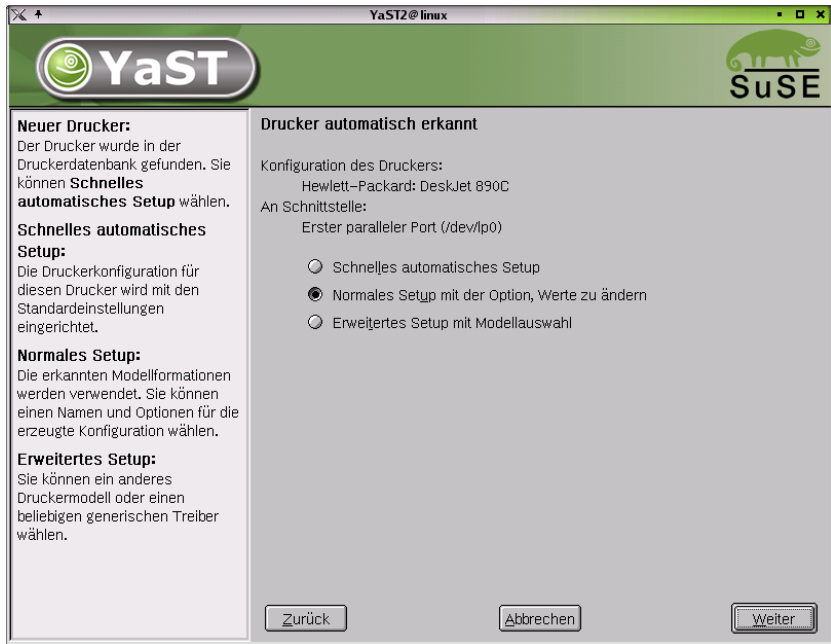 YaST2@linux
YaST
SuSE
Neuer Drucker:
Der Drucker wurde in der
Druckerdatenbank gefunden. Sie
können Schnelles
automatisches Setup wählen.
Schnelles automatisches
Setup:
Die Druckerkonfiguration für
diesen Drucker wird mit den
Standardeinstellungen
eingerichtet.
Normales Setup:
Die erkannten Modellformationen
werden verwendet. Sie können
einen Namen und Optionen für die
erzeugte Konfiguration wählen.
Erweitertes Setup:
Sie können ein anderes
Druckermodell oder einen
beliebigen generischen Treiber
wählen.
Drucker automatisch erkannt
Konfiguration des Druckers:
Hewlett-Packard: DeskJet 890C
An Schnittstelle:
Erster paralleler Port (/dev/lp0)
Schnelles automatisches Setup
Normales Setup mit der Option, Werte zu ändern
Erweitertes Setup mit Modellauswahl
Zurück
Abbrechen
Weiter